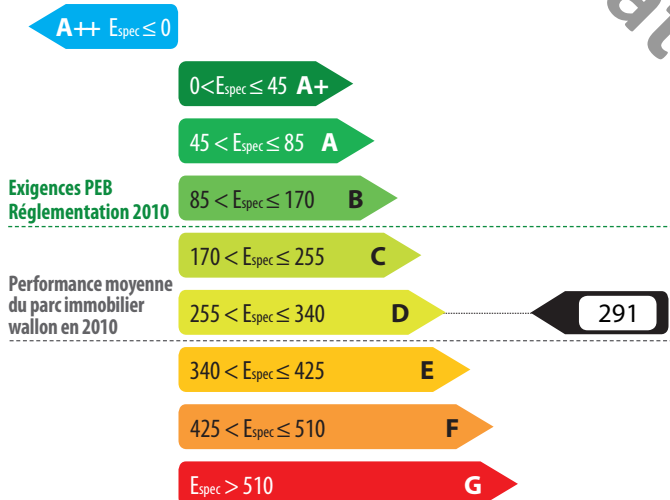 A++ Espec ≤ 0
0<Espec ≤ 45 A+
45 < Espec ≤ 85 A
Exigences PEB
Réglementation 2010
85 < Espec ≤ 170 B
170 < Espec ≤ 255 C
Performance moyenne
du parc immobilier
wallon en 2010
255 < Espec ≤ 340 D
291
340 < Espec ≤ 425 E
425 < Espec ≤ 510 F
Espec > 510 G